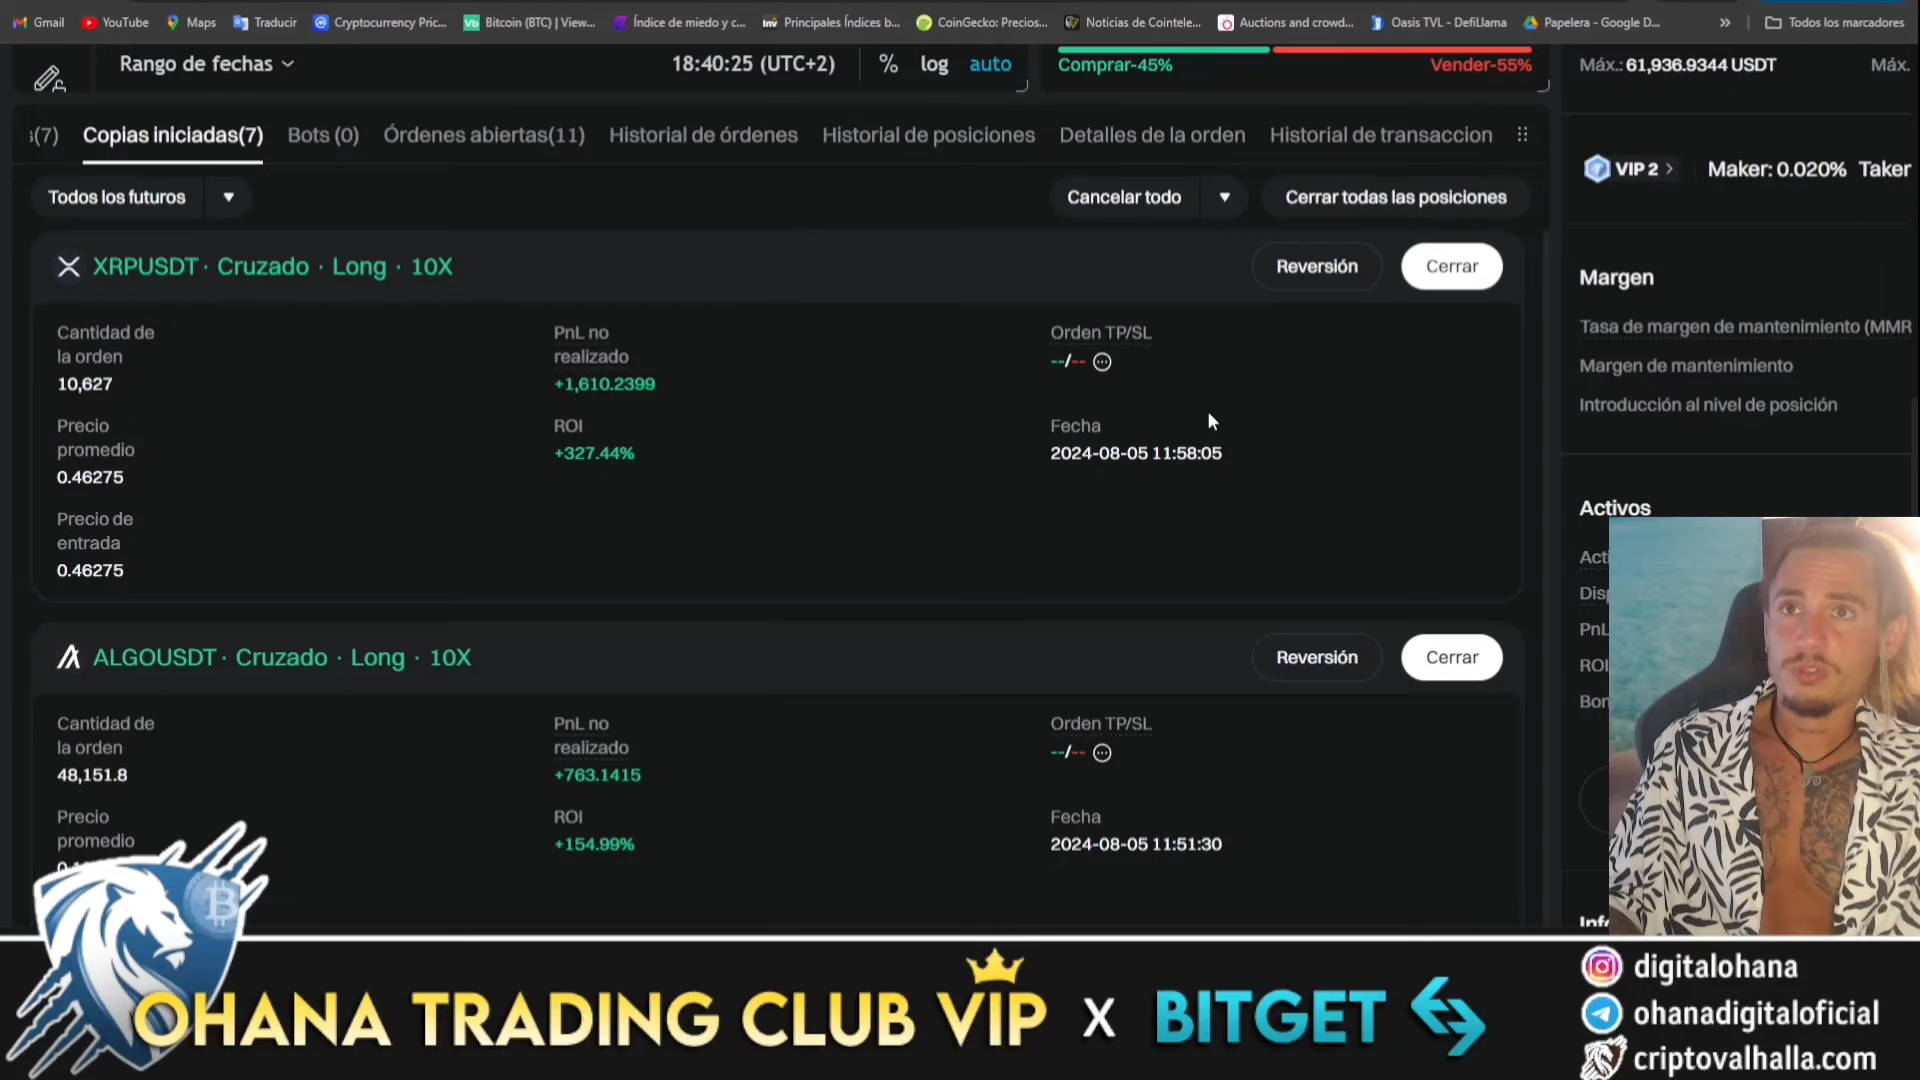 Gmail YouTube Maps Traducir Cryptocurrency Pric... Bitcoin (BTC) | View... Índice de miedo y c... Principales Índices b... CoinGecko: Precios... Noticias de Cointele... Auctions and crowd... Oasis TVL - DefiLlama Papelera - Google D... » Todos los marcadores
Rango de fechas 18:40:25 (UTC+2) % log auto
Comprar-45% Vender-55%
Máx.: 61,936.9344 USDT Máx.
s(7) Copias iniciadas(7) Bots (0) Órdenes abiertas(11) Historial de órdenes Historial de posiciones Detalles de la orden Historial de transaccion
VIP 2 > Maker: 0.020% Taker
Todos los futuros Cancelar todo Cerrar todas las posiciones
XRPUSDT · Cruzado · Long · 10X Reversión Cerrar
Cantidad de
la orden
10,627
PnL no
realizado
+1,610.2399
Orden TP/SL
--/--
Precio
promedio
0.46275
ROI
+327.44%
Fecha
2024-08-05 11:58:05
Precio de
entrada
0.46275
ALGOUSDT · Cruzado · Long · 10X Reversión Cerrar
Cantidad de
la orden
48,151.8
PnL no
realizado
+763.1415
Orden TP/SL
--/--
Precio
promedio
ROI
+154.99%
Fecha
2024-08-05 11:51:30
Margen
Tasa de margen de mantenimiento (MMR
Margen de mantenimiento
Introducción al nivel de posición
Activos
Acti
Disp
PnL
ROI
Bon
Inf
OHANA TRADING CLUB VIP X BITGET
digitalohana
ohanadigitaloficial
criptovalhalla.com